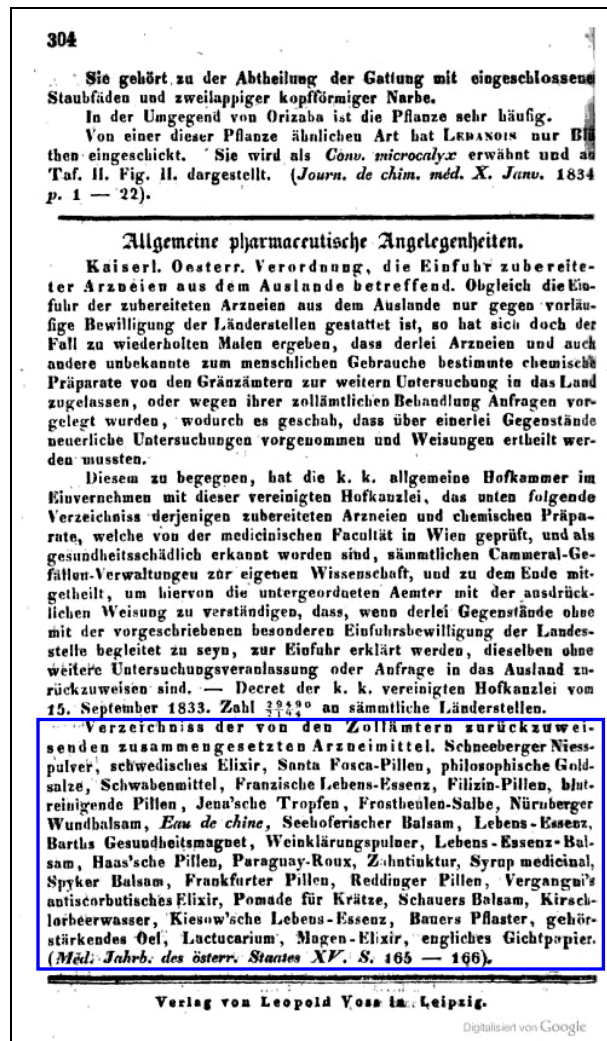 304
Sie gehört zu der Abtheilung der Gattung mit eingeschlossene
Staubfäden und zweilappiger kopfförmiger Narbe.
In der Umgegend von Orizaba ist die Pflanze sehr häufig.
Von einer dieser Pflanze ähnlichen Art hat LEDANOIS nur Blü
then eingeschickt. Sie wird als Conv. microcalyx erwähnt und an
Taf. II. Fig. II. dargestellt. (Journ. de chim. méd. X. Janv. 1834
p. 1 — 22).
Allgemeine pharmaceutische Angelegenheiten.
Kaiserl. Oesterr. Verordnung, die Einfuhr zubereite-
ter Arzneien aus dem Auslande betreffend. Obgleich die Ein-
fuhr der zubereiteten Arzneien aus dem Auslande nur gegen vorläu-
fige Bewilligung der Länderstellen gestattet ist, so hat sich doch der
Fall zu wiederholten Malen ergeben, dass derlei Arzneien und auch
andere unbekannte zum menschlichen Gebrauche bestimmte chemische
Präparate von den Gränzämtern zur weitern Untersuchung in das Land
zugelassen, oder wegen ihrer zollämtlichen Behandlung Anfragen vor-
gelegt wurden, wodurch es geschah, dass über einerlei Gegenstände
neuerliche Untersuchungen vorgenommen und Weisungen ertheilt wer-
den mussten.
Diesem zu begegnen, hat die k. k. allgemeine Hofkammer im
Einvernehmen mit dieser vereinigten Hofkanzlei, das unten folgende
Verzeichniss derjenigen zubereiteten Arzneien und chemischen Präpa-
rate, welche von der medicinischen Facultät in Wien geprüft, und als
gesundheitsschädlich erkannt worden sind, sämmtlichen Cammeral-Ge-
fällen-Verwaltungen zur eigenen Wissenschaft, und zu dem Ende mit-
getheilt, um hiervon die untergeordneten Aemter mit der ausdrück-
lichen Weisung zu verständigen, dass, wenn derlei Gegenstände ohne
mit der vorgeschriebenen besonderen Einfuhrsbewilligung der Landes-
stelle begleitet zu seyn, zur Einfuhr erklärt werden, dieselben ohne
weitere Untersuchungsveranlassung oder Anfrage in das Ausland zu-
rückzuweisen sind. — Decret der k. k. vereinigten Hofkanzlei vom
15. September 1833. Zahl an sämmtliche Länderstellen.
Verzeichniss der von den Zollämtern zurückzuwei-
senden zusammengesetzten Arzneimittel. Schneeberger Niess-
pulver, schwedisches Elixir, Santa Fosca-Pillen, philosophische Gold-
salze, Schwabenmittel, Franzische Lebens-Essenz, Filizin-Pillen, blut-
reinigende Pillen, Jena'sche Tropfen, Frostbeulen-Salbe, Nürnberger
Wundbalsam, Eau de chine, Seehoferischer Balsam, Lebens-Essenz,
Barths Gesundheitsmagnet, Weinklärungspulner, Lebens-Essenz-Bal-
sam, Haas'sche Pillen, Paraguay-Roux, Zahntinktur, Syrup medicinal,
Spyker Balsam, Frankfurter Pillen, Reddinger Pillen, Vergangni's
antiscorbutisches Elixir, Pomade für Krätze, Schauers Balsam, Kirsch-
lorbeerwasser, Kiesow'sche Lebens-Essenz, Bauers Pflaster, gehör-
stärkendes Oel, Lactucarium, Magen-Elixir, engliches Gichtpapier.
(Med. Jahrb. des österr. Staates XV. S. 165 — 166).
Verlag von Leopold Voss in Leipzig.
Digitalisiert von Google